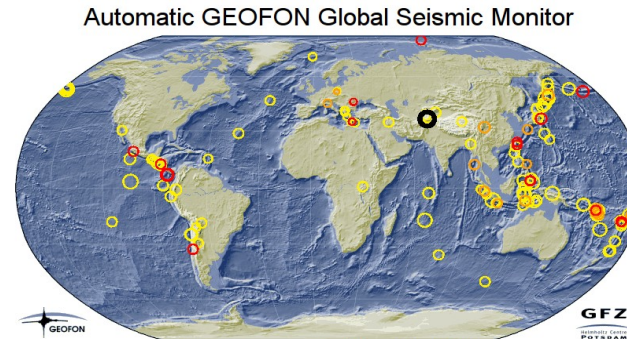 Automatic GEOFON Global Seismic Monitor
GEOFON
GFZ
Helmholtz Centre
POTSDAM